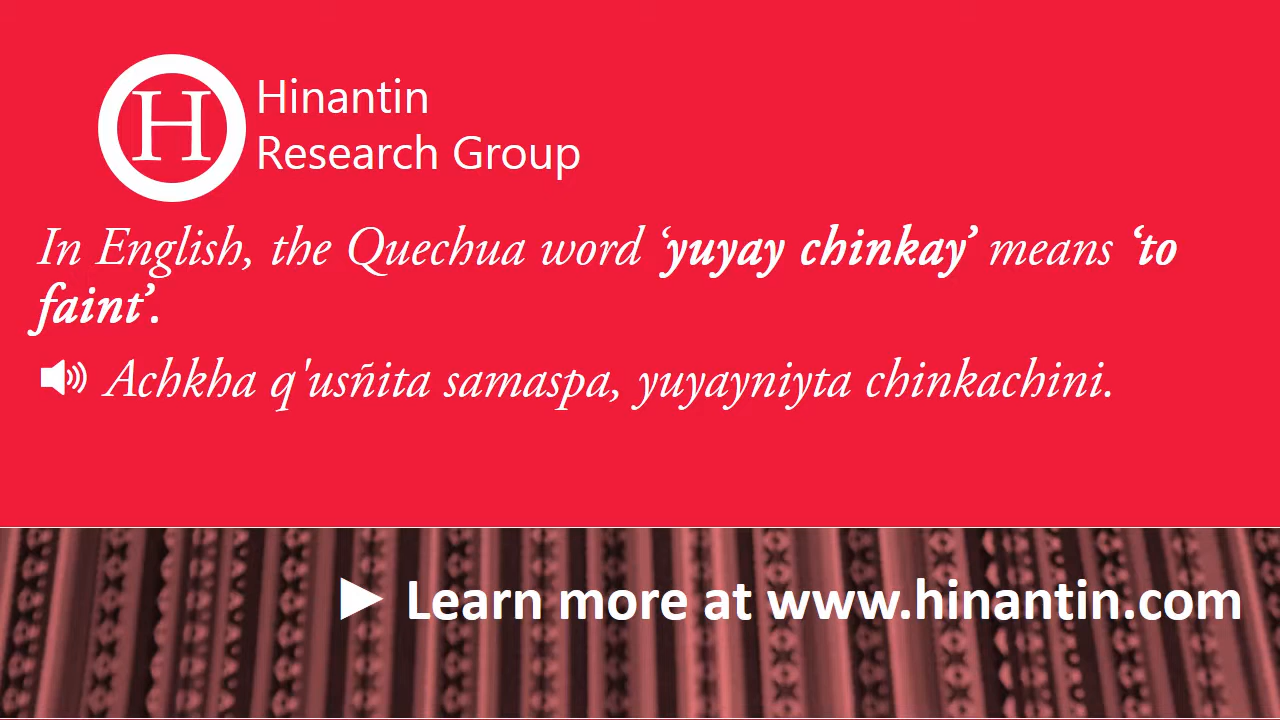 H
Hinantin
Research Group
In English, the Quechua word ‘yuyay chinkay’ means ‘to
faint’.
Achkha q'usñita samaspa, yuyayniyta chinkachini.
Learn more at www.hinantin.com